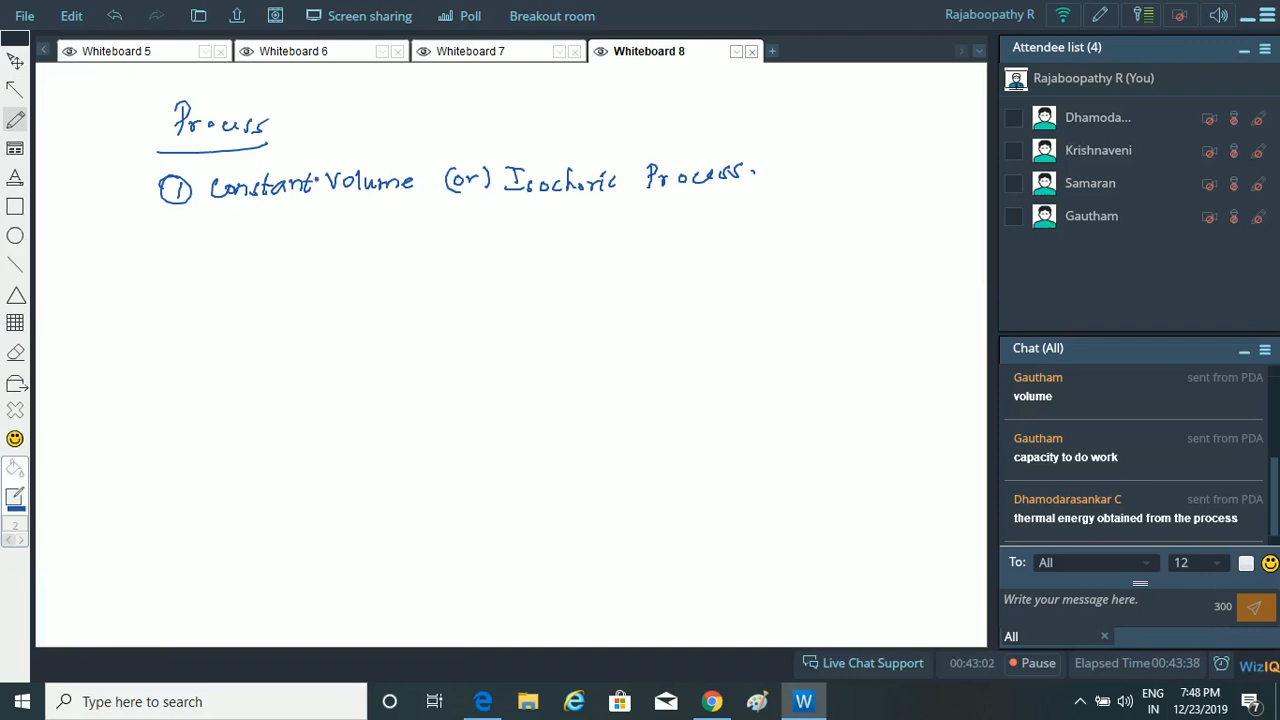 File Edit Screen sharing Poll Breakout room Rajaboopathy R
Whiteboard 5 Whiteboard 6 Whiteboard 7 Whiteboard 8
Attendee list (4)
Rajaboopathy R (You)
Dhamoda...
Krishnaveni
Samaran
Gautham
Process
① Constant Volume (or) Isochoric Process.
Chat (All)
Gautham sent from PDA
volume
Gautham sent from PDA
capacity to do work
Dhamodarasankar C sent from PDA
thermal energy obtained from the process
2
To: All 12
Write your message here. 300
All
Live Chat Support 00:43:02 Pause Elapsed Time 00:43:38 WizIQ
Type here to search
ENG 7:48 PM
IN 12/23/2019
7